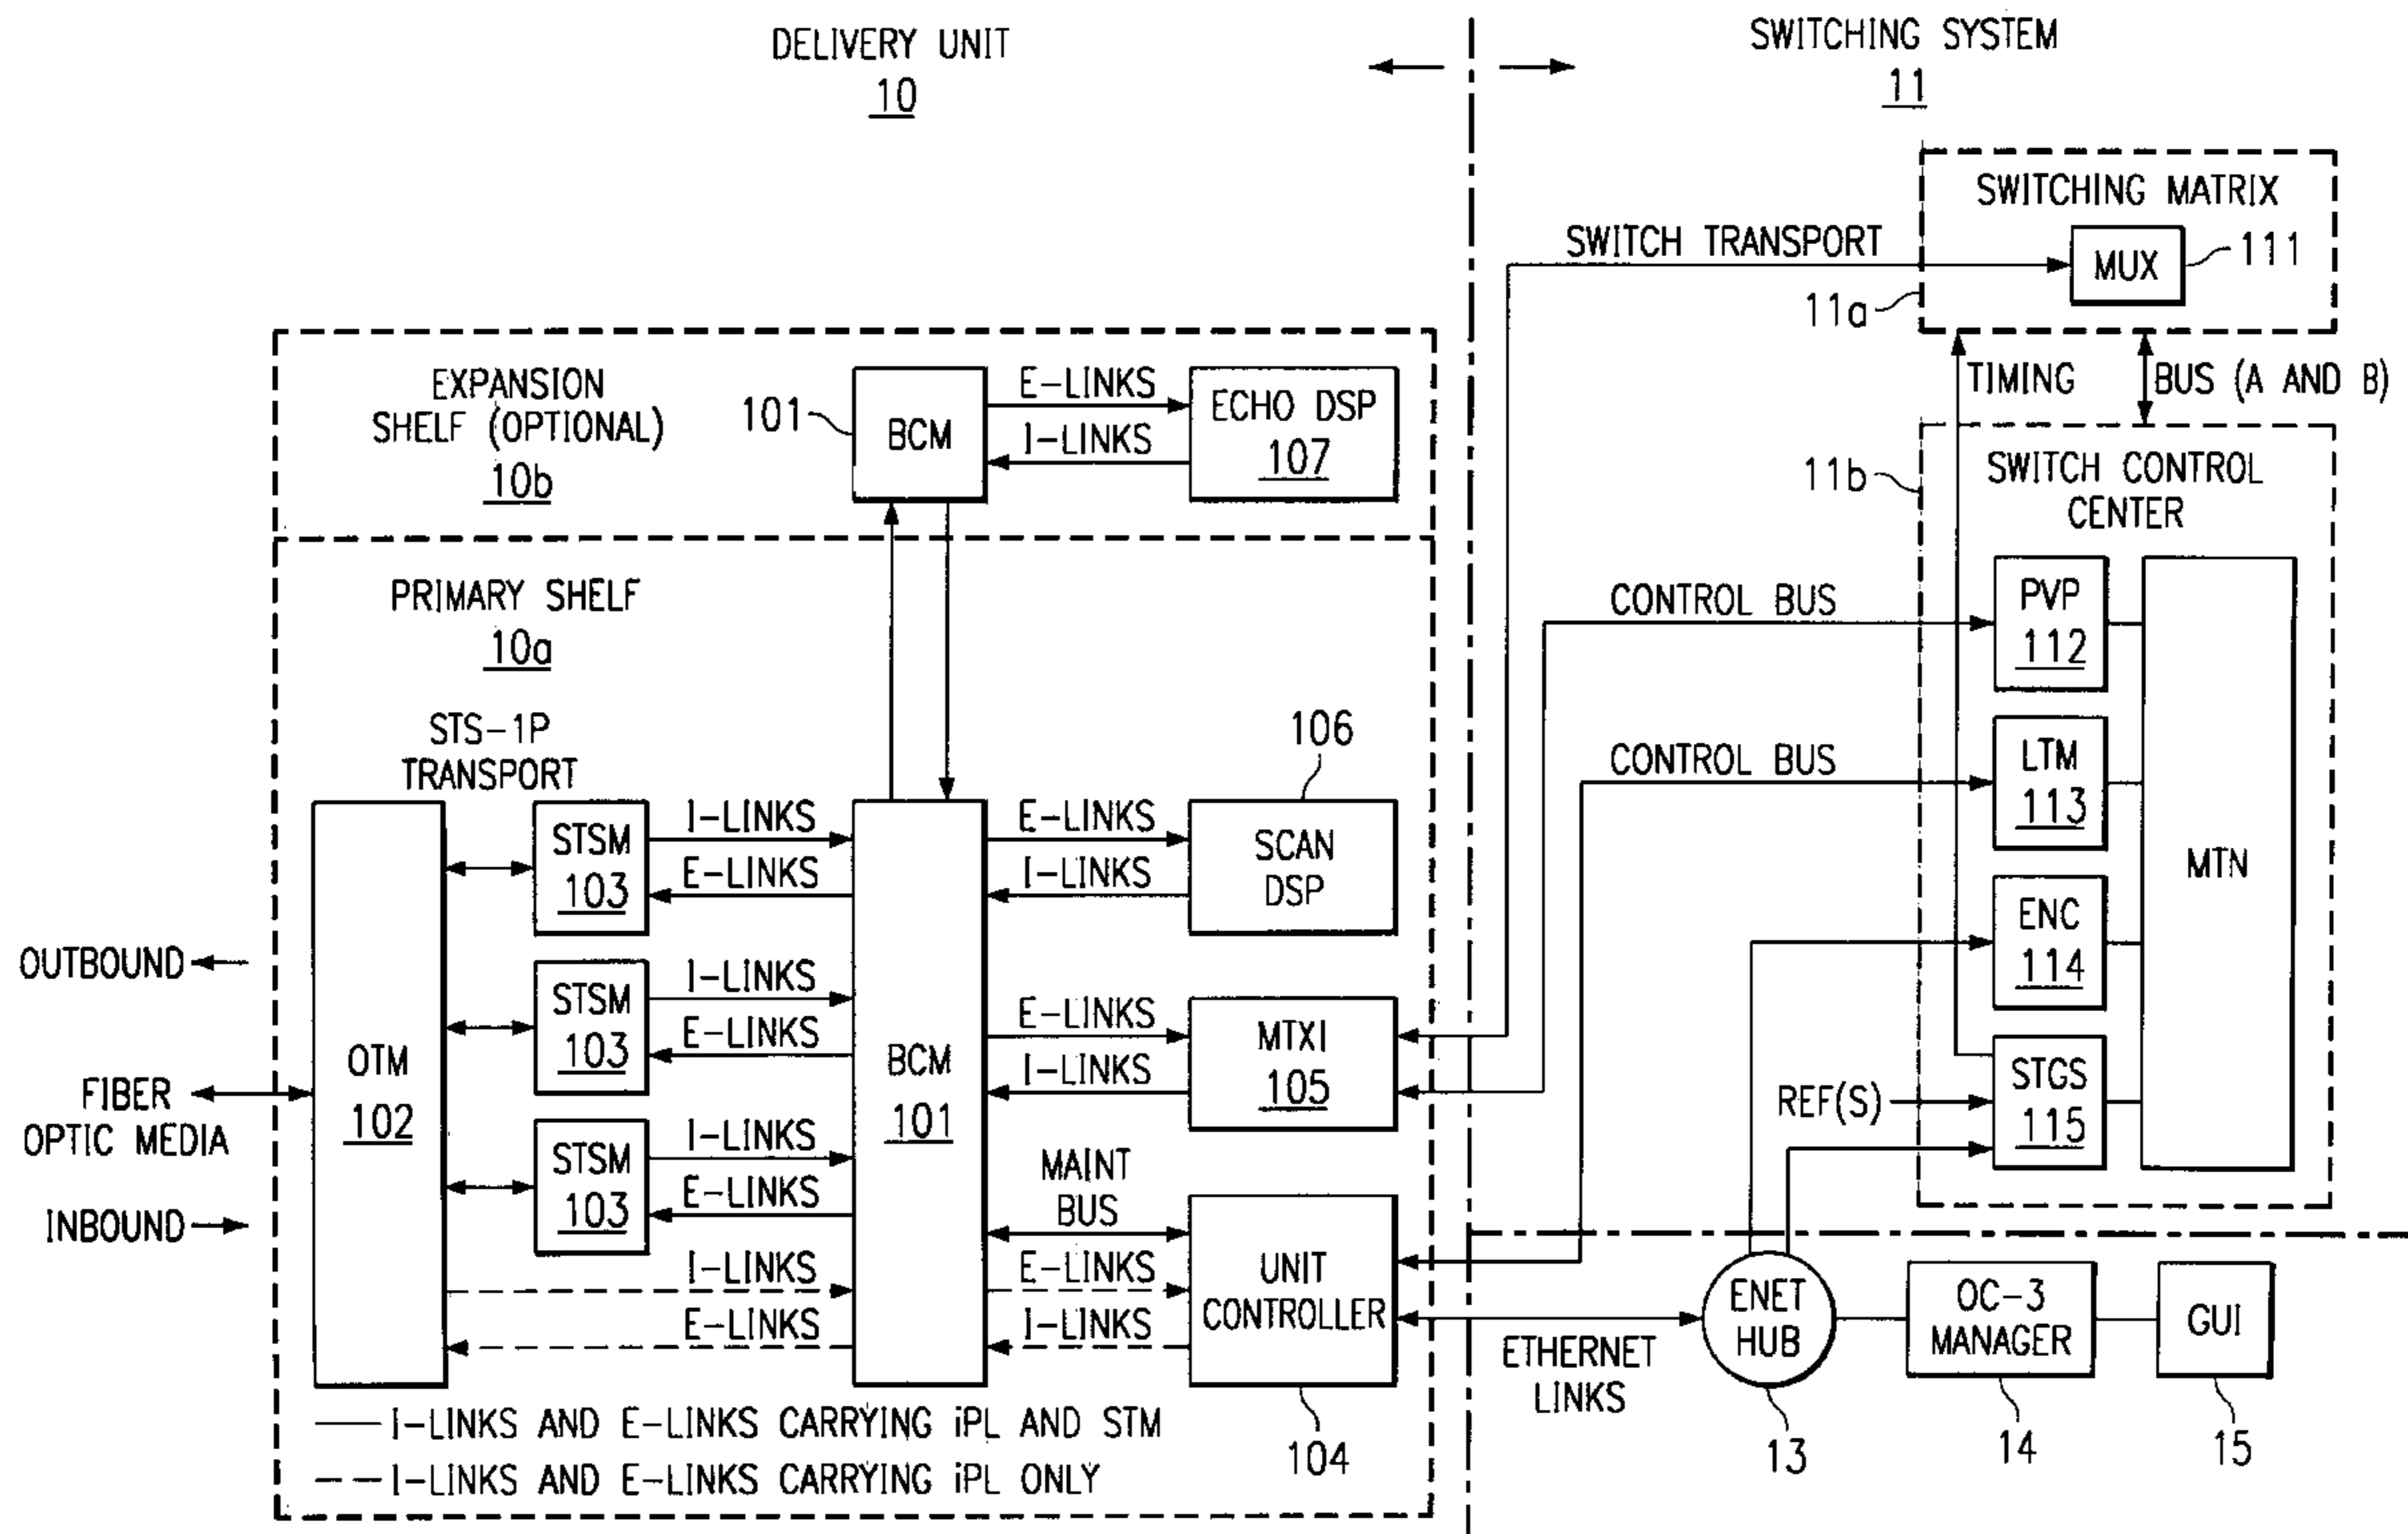 DELIVERY UNIT
10
SWITCHING SYSTEM
11
SWITCHING MATRIX
MUX
111
SWITCH TRANSPORT
11a
TIMING
BUS (A AND B)
EXPANSION
SHELF (OPTIONAL)
10b
101
BCM
E-LINKS
I-LINKS
ECHO DSP
107
11b
SWITCH CONTROL
CENTER
PRIMARY SHELF
10a
CONTROL BUS
PVP
112
CONTROL BUS
LTM
113
ENC
114
STGS
115
MTN
REF(S)
STS-1P
TRANSPORT
106
STSM
103
I-LINKS
E-LINKS
E-LINKS
I-LINKS
SCAN
DSP
OUTBOUND
STSM
103
I-LINKS
E-LINKS
E-LINKS
I-LINKS
MTXI
105
OTM
102
BCM
101
FIBER
OPTIC MEDIA
STSM
103
I-LINKS
E-LINKS
MAINT
BUS
INBOUND
I-LINKS
E-LINKS
E-LINKS
I-LINKS
UNIT
CONTROLLER
ETHERNET
LINKS
ENET
HUB
OC-3
MANAGER
GUI
I-LINKS AND E-LINKS CARRYING iPL AND STM
I-LINKS AND E-LINKS CARRYING iPL ONLY
104
13
14
15